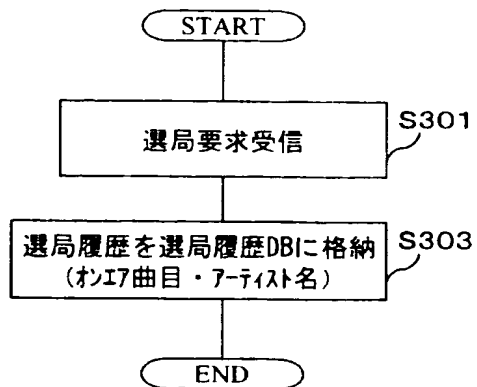 START
選局要求受信
S301
選局履歴を選局履歴DBに格納
S303
(オンエア曲目・アーティスト名)
END